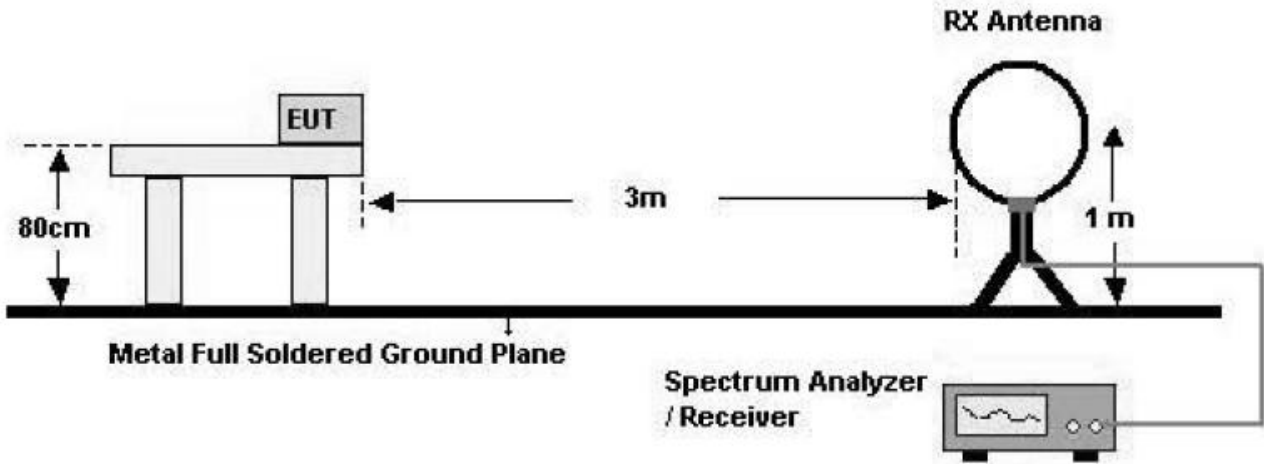 RX Antenna
EUT
80cm
3m
1 m
Metal Full Soldered Ground Plane
Spectrum Analyzer
/ Receiver